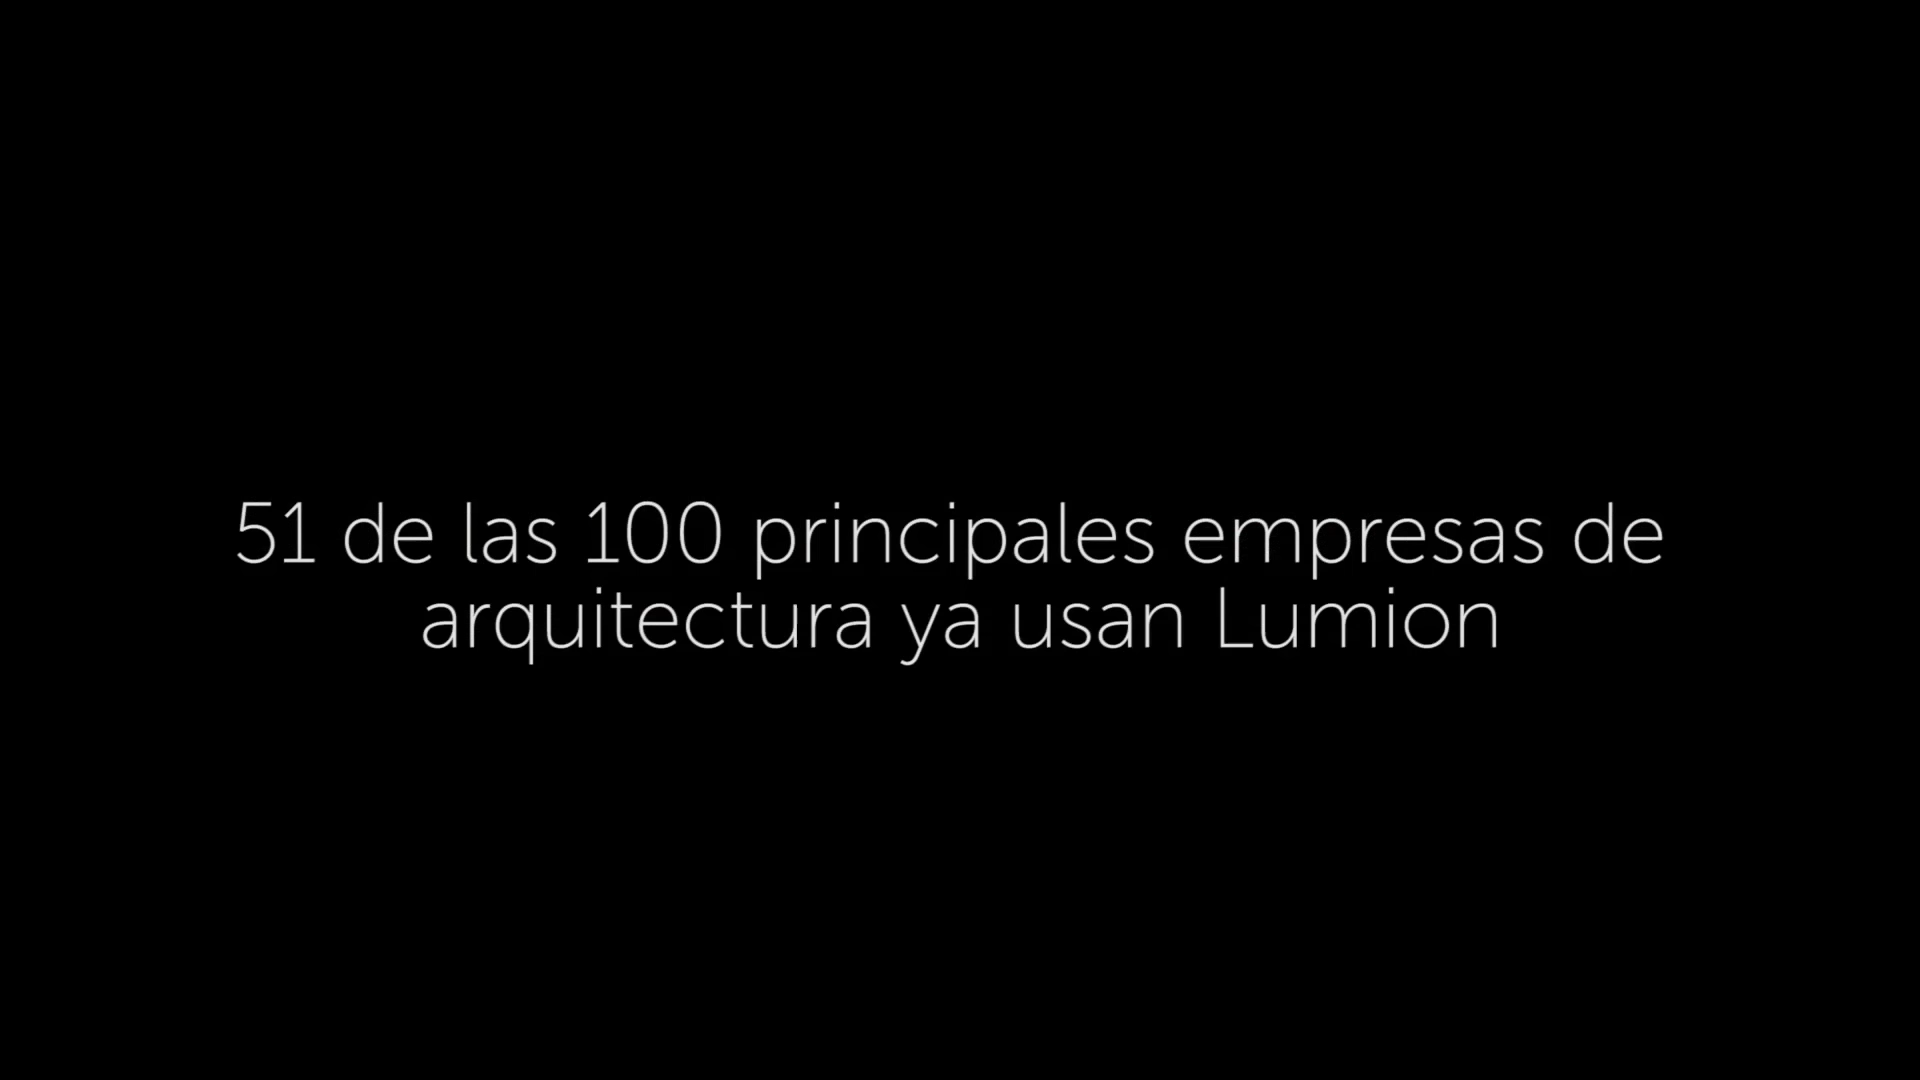 51 de las 100 principales empresas de
arquitectura ya usan Lumion